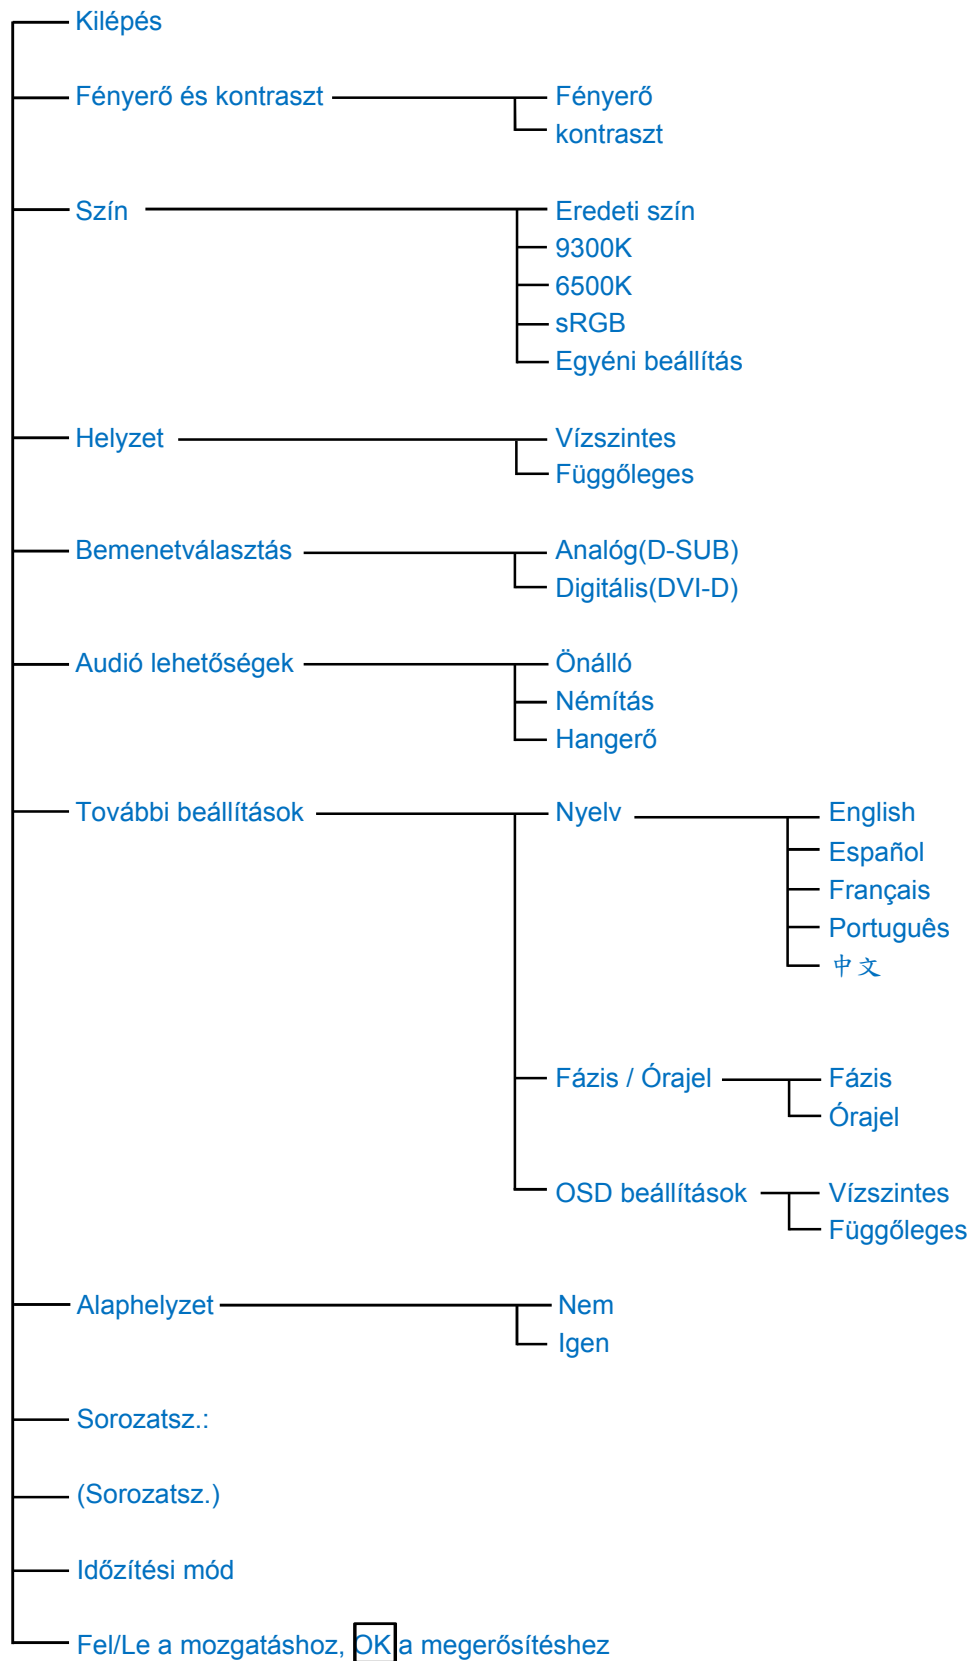 Kilépés
Fényerő és kontraszt
Fényerő
kontraszt
Szín
Eredeti szín
9300K
6500K
sRGB
Egyéni beállítás
Helyzet
Vízszintes
Függőleges
Bemenetválasztás
Analóg(D-SUB)
Digitális(DVI-D)
Audió lehetőségek
Önálló
Némítás
Hangerő
További beállítások
Nyelv
English
Español
Français
Português
中文
Fázis / Órajel
Fázis
Órajel
OSD beállítások
Vízszintes
Függőleges
Alaphelyzet
Nem
Igen
Sorozatsz.:
(Sorozatsz.)
Időzítési mód
Fel/Le a mozgatáshoz, OK a megerősítéshez